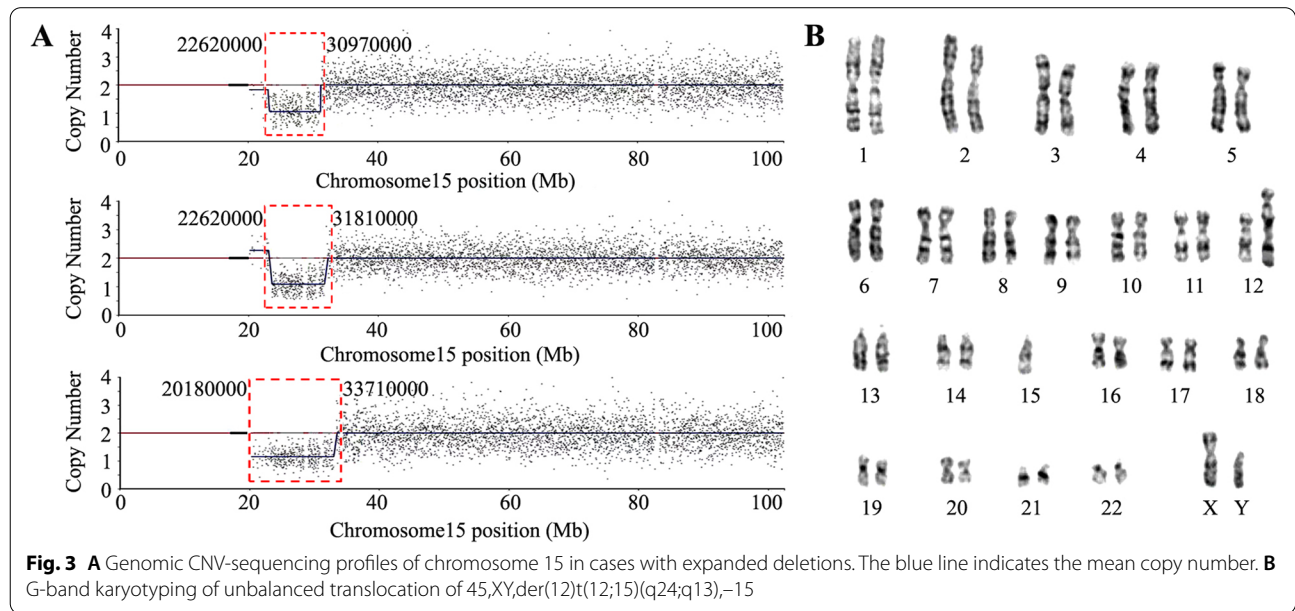 A
B
4
3
2
1
0
Copy Number
22620000
30970000
0
20
40
60
80
100
Chromosome15 position (Mb)
4
3
2
1
0
Copy Number
22620000
31810000
0
20
40
60
80
100
Chromosome15 position (Mb)
4
3
2
1
0
Copy Number
20180000
33710000
0
20
40
60
80
100
Chromosome15 position (Mb)
1 2 3 4 5
6 7 8 9 10 11 12
13 14 15 16 17 18
19 20 21 22 X Y
Fig. 3 A Genomic CNV-sequencing profiles of chromosome 15 in cases with expanded deletions. The blue line indicates the mean copy number. B
G-band karyotyping of unbalanced translocation of 45,XY,der(12)t(12;15)(q24;q13),–15